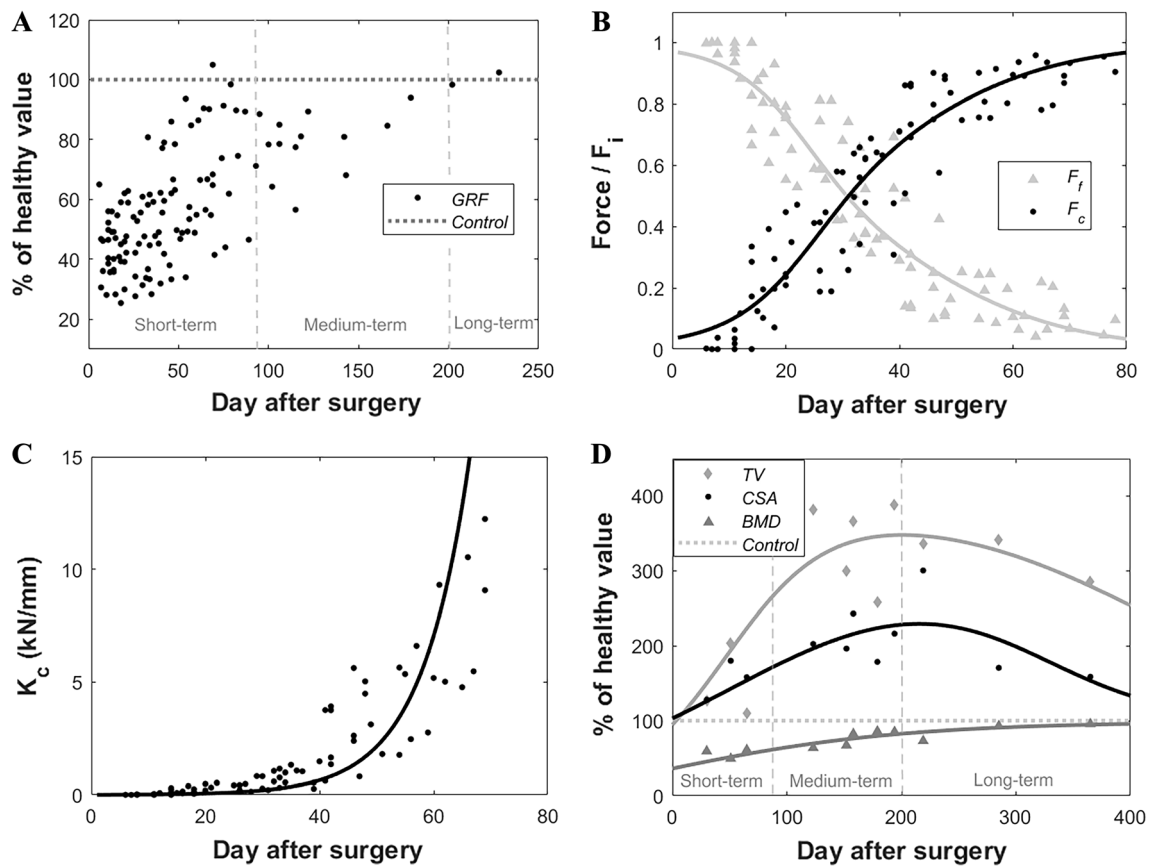 A
% of healthy value
120
100
80
60
40
20
GRF
Control
Short-term
Medium-term
Long-term
0
50
100
150
200
250
Day after surgery
B
Force / Fi
1
0.8
0.6
0.4
0.2
0
Ff
Fc
0
20
40
60
80
Day after surgery
C
Kc (kN/mm)
15
10
5
0
0
20
40
60
80
Day after surgery
D
% of healthy value
400
300
200
100
0
TV
CSA
BMD
Control
Short-term
Medium-term
Long-term
0
100
200
300
400
Day after surgery